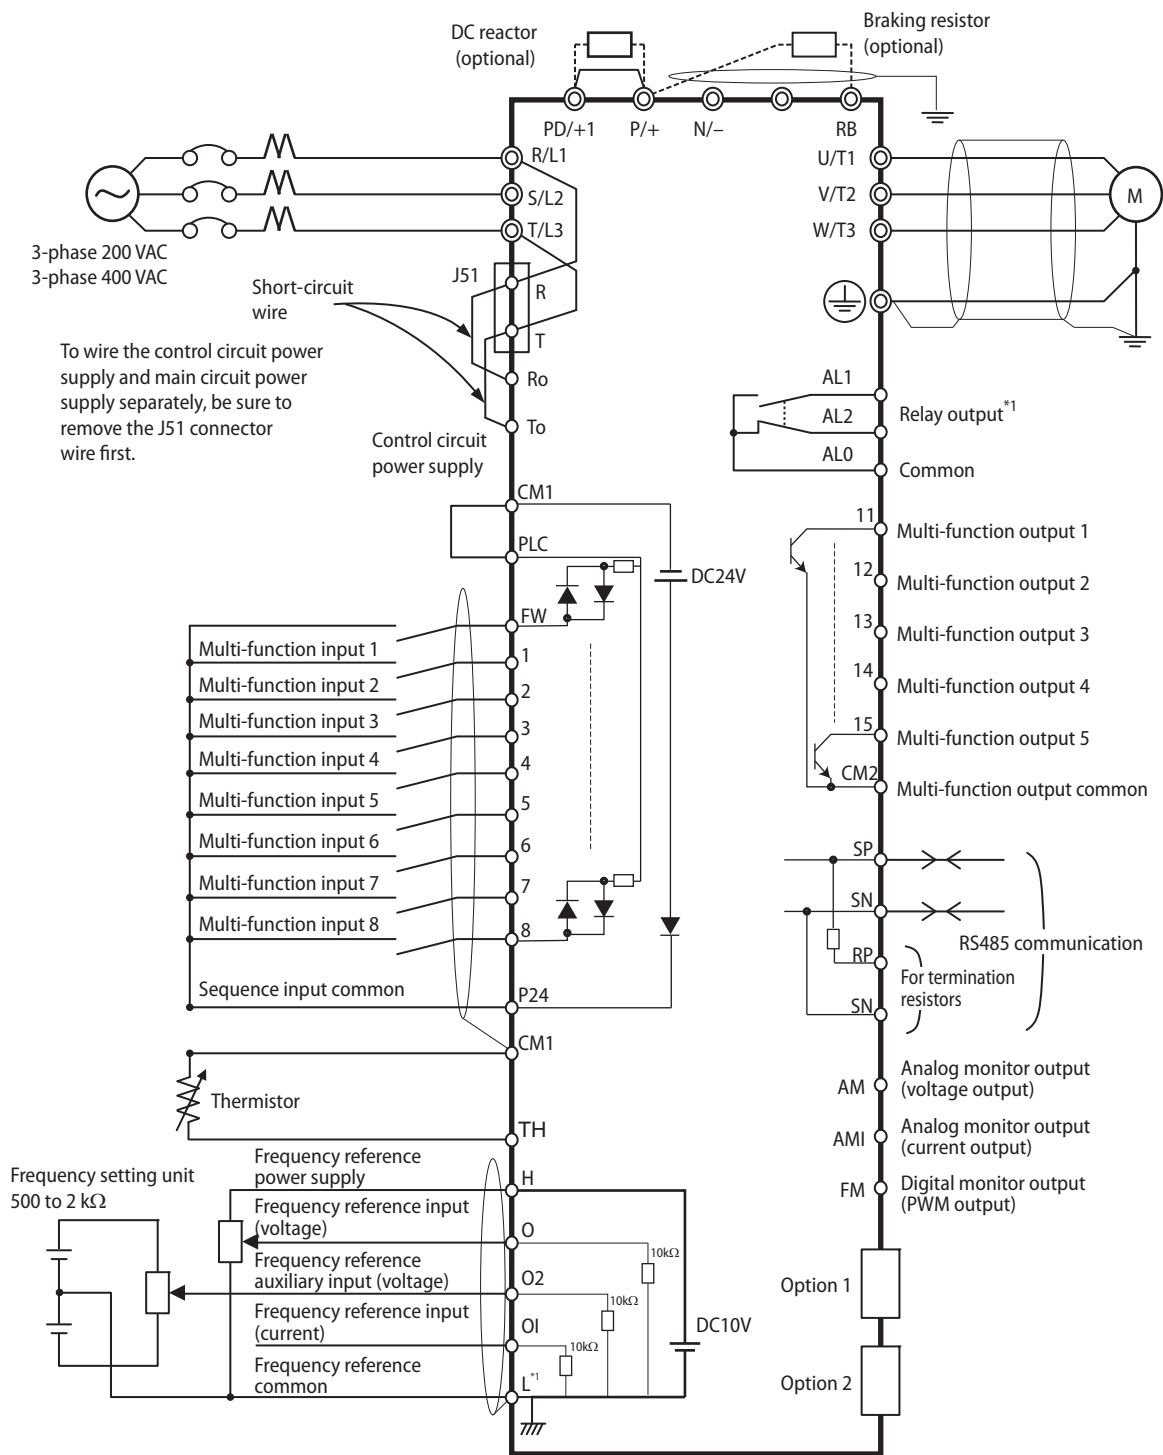 DC reactor
(optional)
Braking resistor
(optional)
PD/+1
P/+
N/–
RB
R/L1
S/L2
T/L3
U/T1
V/T2
W/T3
M
3-phase 200 VAC
3-phase 400 VAC
J51
R
T
Short-circuit
wire
To wire the control circuit power
supply and main circuit power
supply separately, be sure to
remove the J51 connector
wire first.
Ro
To
Control circuit
power supply
AL1
AL2
AL0
Relay output*1
Common
CM1
PLC
DC24V
11
Multi-function output 1
12
Multi-function output 2
13
Multi-function output 3
14
Multi-function output 4
15
Multi-function output 5
CM2
Multi-function output common
FW
Multi-function input 1
1
Multi-function input 2
2
Multi-function input 3
3
Multi-function input 4
4
Multi-function input 5
5
Multi-function input 6
6
Multi-function input 7
7
Multi-function input 8
8
Sequence input common
P24
CM1
Thermistor
TH
SP
SN
RP
SN
RS485 communication
For termination
resistors
AM
Analog monitor output
(voltage output)
AMI
Analog monitor output
(current output)
FM
Digital monitor output
(PWM output)
Frequency setting unit
500 to 2 kΩ
Frequency reference
power supply
H
Frequency reference input
(voltage)
O
Frequency reference
auxiliary input (voltage)
O2
Frequency reference input
(current)
OI
Frequency reference
common
L*1
10kΩ
10kΩ
10kΩ
DC10V
Option 1
Option 2